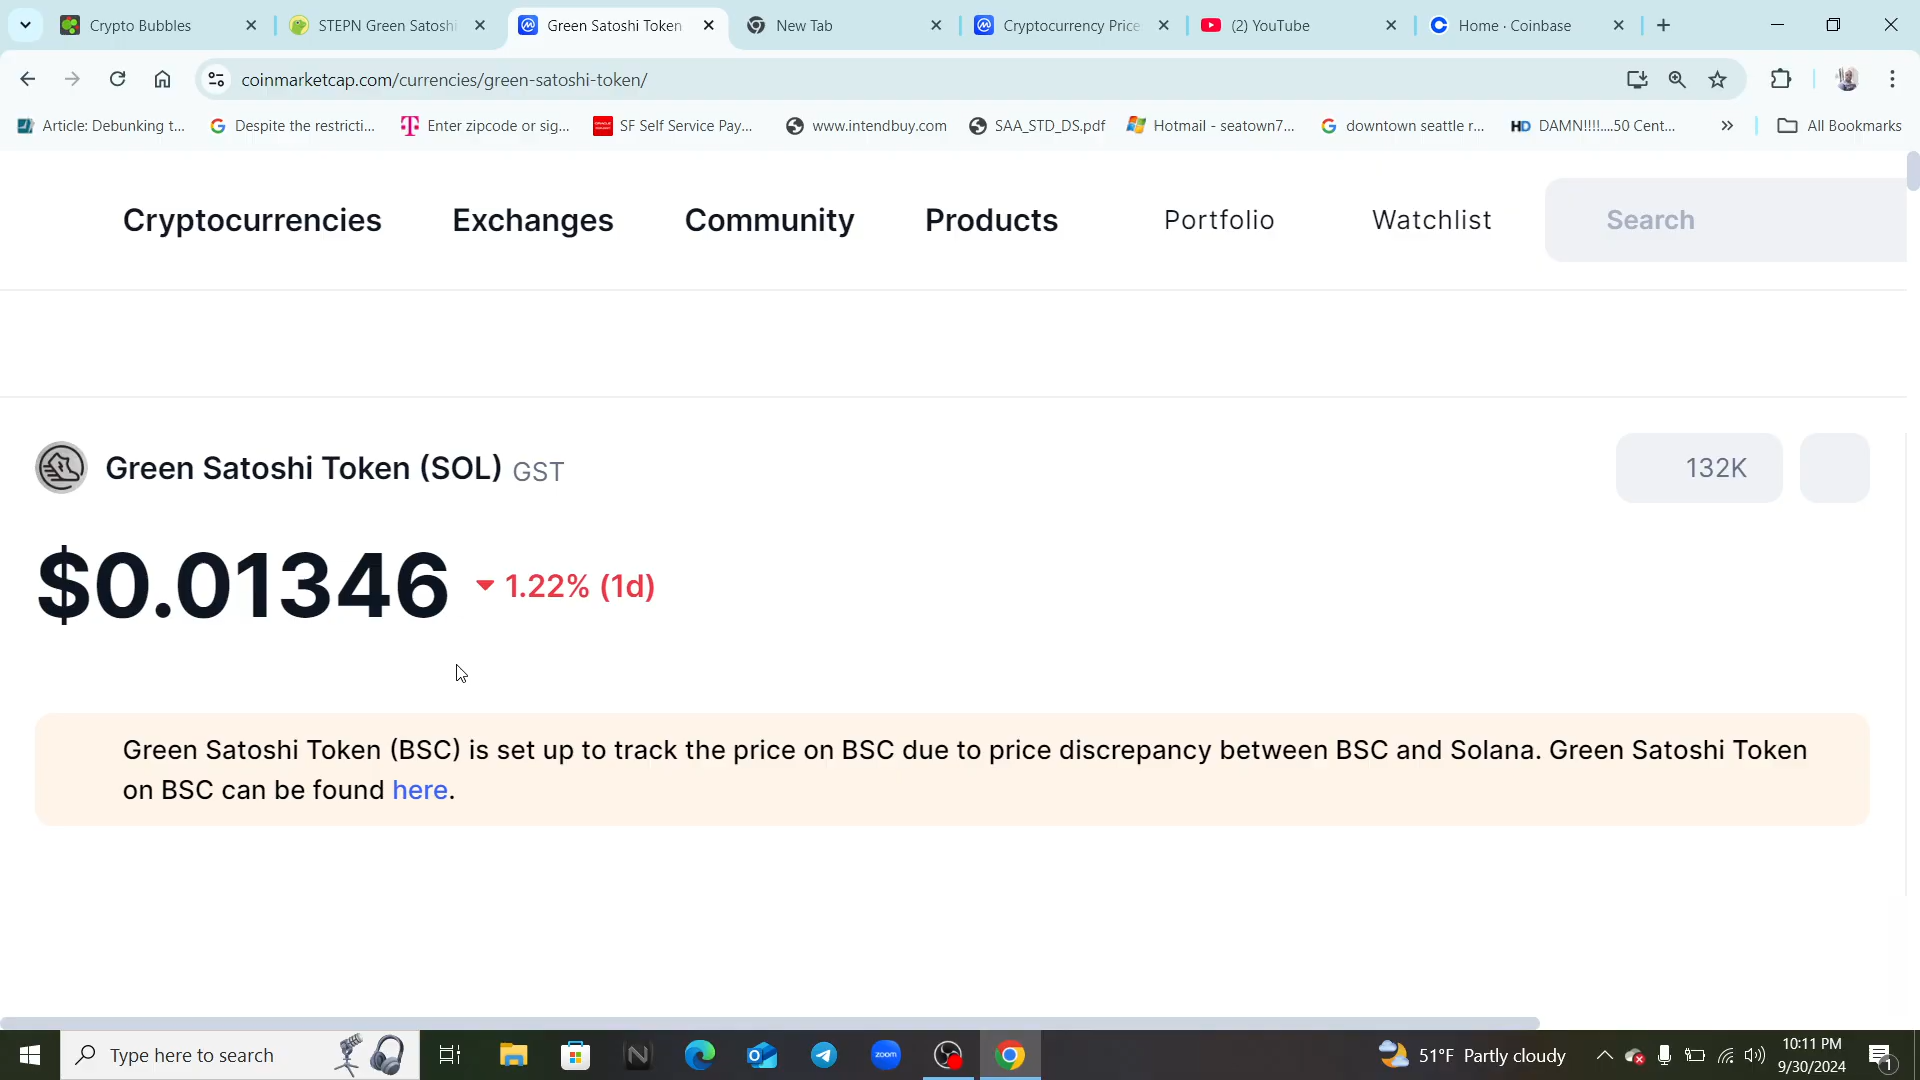 Crypto Bubbles
STEPN Green Satoshi
Green Satoshi Token
New Tab
Cryptocurrency Price
(2) YouTube
Home · Coinbase
coinmarketcap.com/currencies/green-satoshi-token/
Article: Debunking t...
Despite the restricti...
Enter zipcode or sig...
SF Self Service Pay...
www.intendbuy.com
SAA_STD_DS.pdf
Hotmail - seatown7...
downtown seattle r...
HD DAMN!!!!....50 Cent...
All Bookmarks
Cryptocurrencies
Exchanges
Community
Products
Portfolio
Watchlist
Search
Green Satoshi Token (SOL) GST
132K
$0.01346 1.22% (1d)
Green Satoshi Token (BSC) is set up to track the price on BSC due to price discrepancy between BSC and Solana. Green Satoshi Token
on BSC can be found here.
Type here to search
zoom
51°F Partly cloudy
10:11 PM
9/30/2024
1